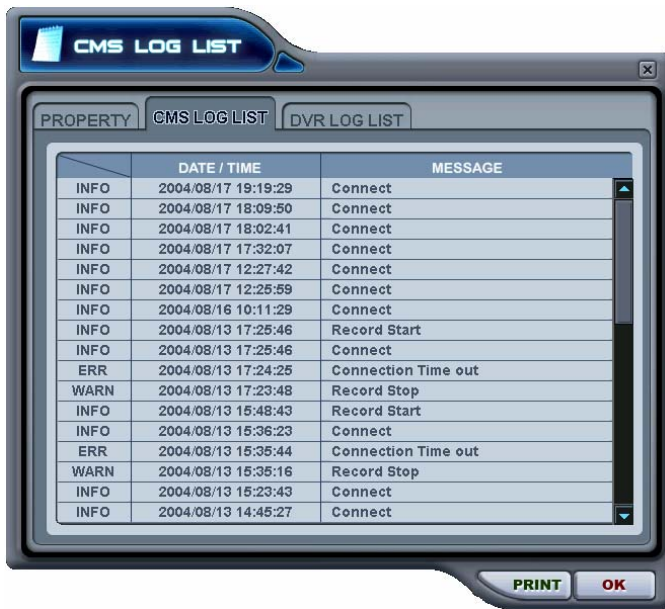 CMS LOG LIST
PROPERTY CMS LOG LIST DVR LOG LIST
DATE / TIME MESSAGE
INFO 2004/08/17 19:19:29 Connect
INFO 2004/08/17 18:09:50 Connect
INFO 2004/08/17 18:02:41 Connect
INFO 2004/08/17 17:32:07 Connect
INFO 2004/08/17 12:27:42 Connect
INFO 2004/08/17 12:25:59 Connect
INFO 2004/08/16 10:11:29 Connect
INFO 2004/08/13 17:25:46 Record Start
INFO 2004/08/13 17:25:46 Connect
ERR 2004/08/13 17:24:25 Connection Time out
WARN 2004/08/13 17:23:48 Record Stop
INFO 2004/08/13 15:48:43 Record Start
INFO 2004/08/13 15:36:23 Connect
ERR 2004/08/13 15:35:44 Connection Time out
WARN 2004/08/13 15:35:16 Record Stop
INFO 2004/08/13 15:23:43 Connect
INFO 2004/08/13 14:45:27 Connect
PRINT OK